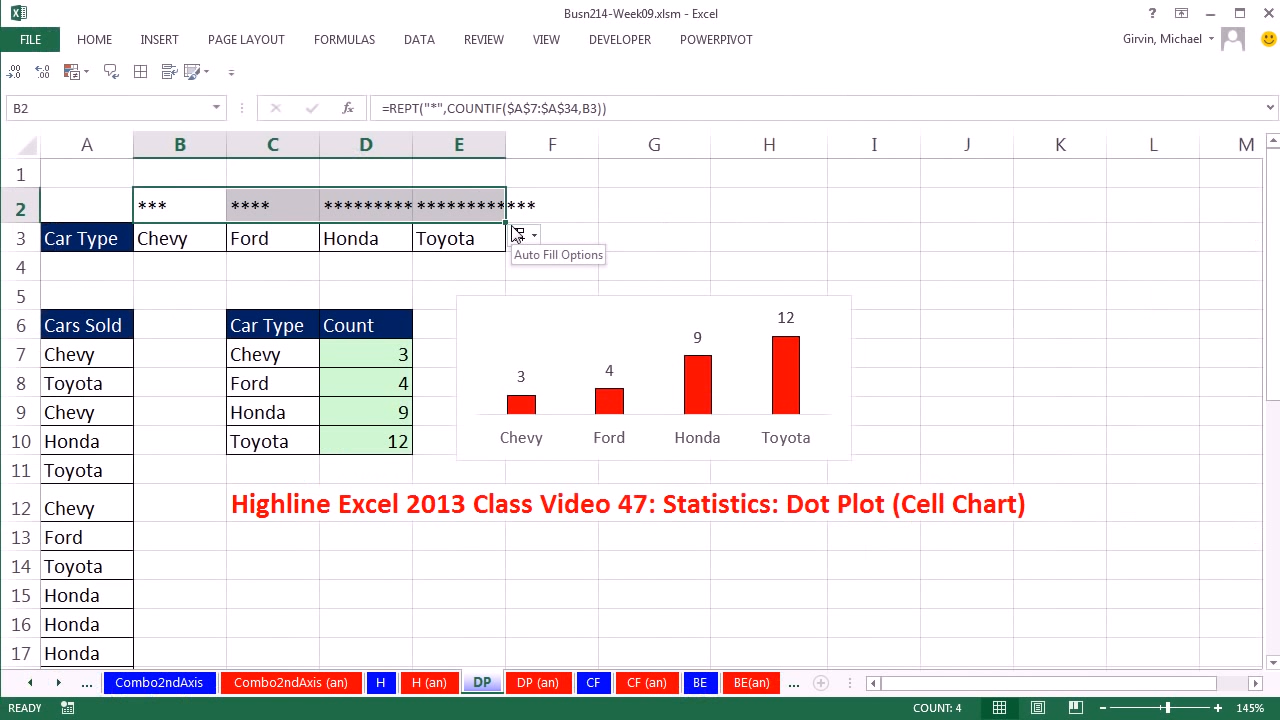 Busn214-Week09.xlsm - Excel
FILE HOME INSERT PAGE LAYOUT FORMULAS DATA REVIEW VIEW DEVELOPER POWERPIVOT Girvin, Michael
B2 =REPT("*",COUNTIF($A$7:$A$34,B3))
A B C D E F G H I J K L M
1
2 *** **** ********* ************
3 Car Type Chevy Ford Honda Toyota
Auto Fill Options
4
5
6 Cars Sold Car Type Count
7 Chevy Chevy 3
8 Toyota Ford 4
9 Chevy Honda 9
10 Honda Toyota 12
11 Toyota
12 Chevy
13 Ford
14 Toyota
15 Honda
16 Honda
17 Honda
3 4 9 12
Chevy Ford Honda Toyota
Highline Excel 2013 Class Video 47: Statistics: Dot Plot (Cell Chart)
... Combo2ndAxis Combo2ndAxis (an) H H (an) DP DP (an) CF CF (an) BE BE(an) ...
READY COUNT: 4 145%